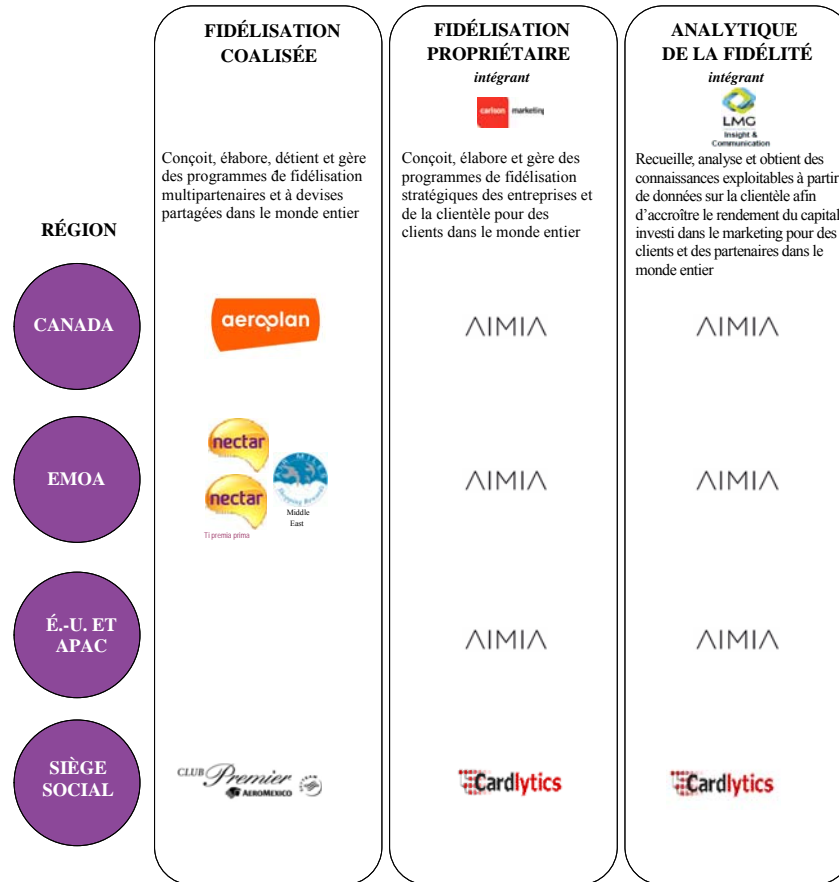 FIDÉLISATION
COALISÉE
Conçoit, élabore, détient et gère
des programmes de fidélisation
multipartenaires et à devises
partagées dans le monde entier
FIDÉLISATION
PROPRIÉTAIRE
intégrant
carlson marketing
Conçoit, élabore et gère des
programmes de fidélisation
stratégiques des entreprises et
de la clientèle pour des
clients dans le monde entier
ANALYTIQUE
DE LA FIDÉLITÉ
intégrant
LMG
Insight &
Communication
Recueille, analyse et obtient des
connaissances exploitables à partir
de données sur la clientèle afin
d’accroître le rendement du capital
investi dans le marketing pour des
clients et des partenaires dans le
monde entier
RÉGION
CANADA
aeroplan
AIMIA
AIMIA
EMOA
nectar
nectar
Ti premia prima
AIR MILES
Shopping Rewards
Middle
East
AIMIA
AIMIA
É.-U. ET
APAC
AIMIA
AIMIA
SIÈGE
SOCIAL
CLUB Premier
AEROMEXICO
Cardlytics
Cardlytics